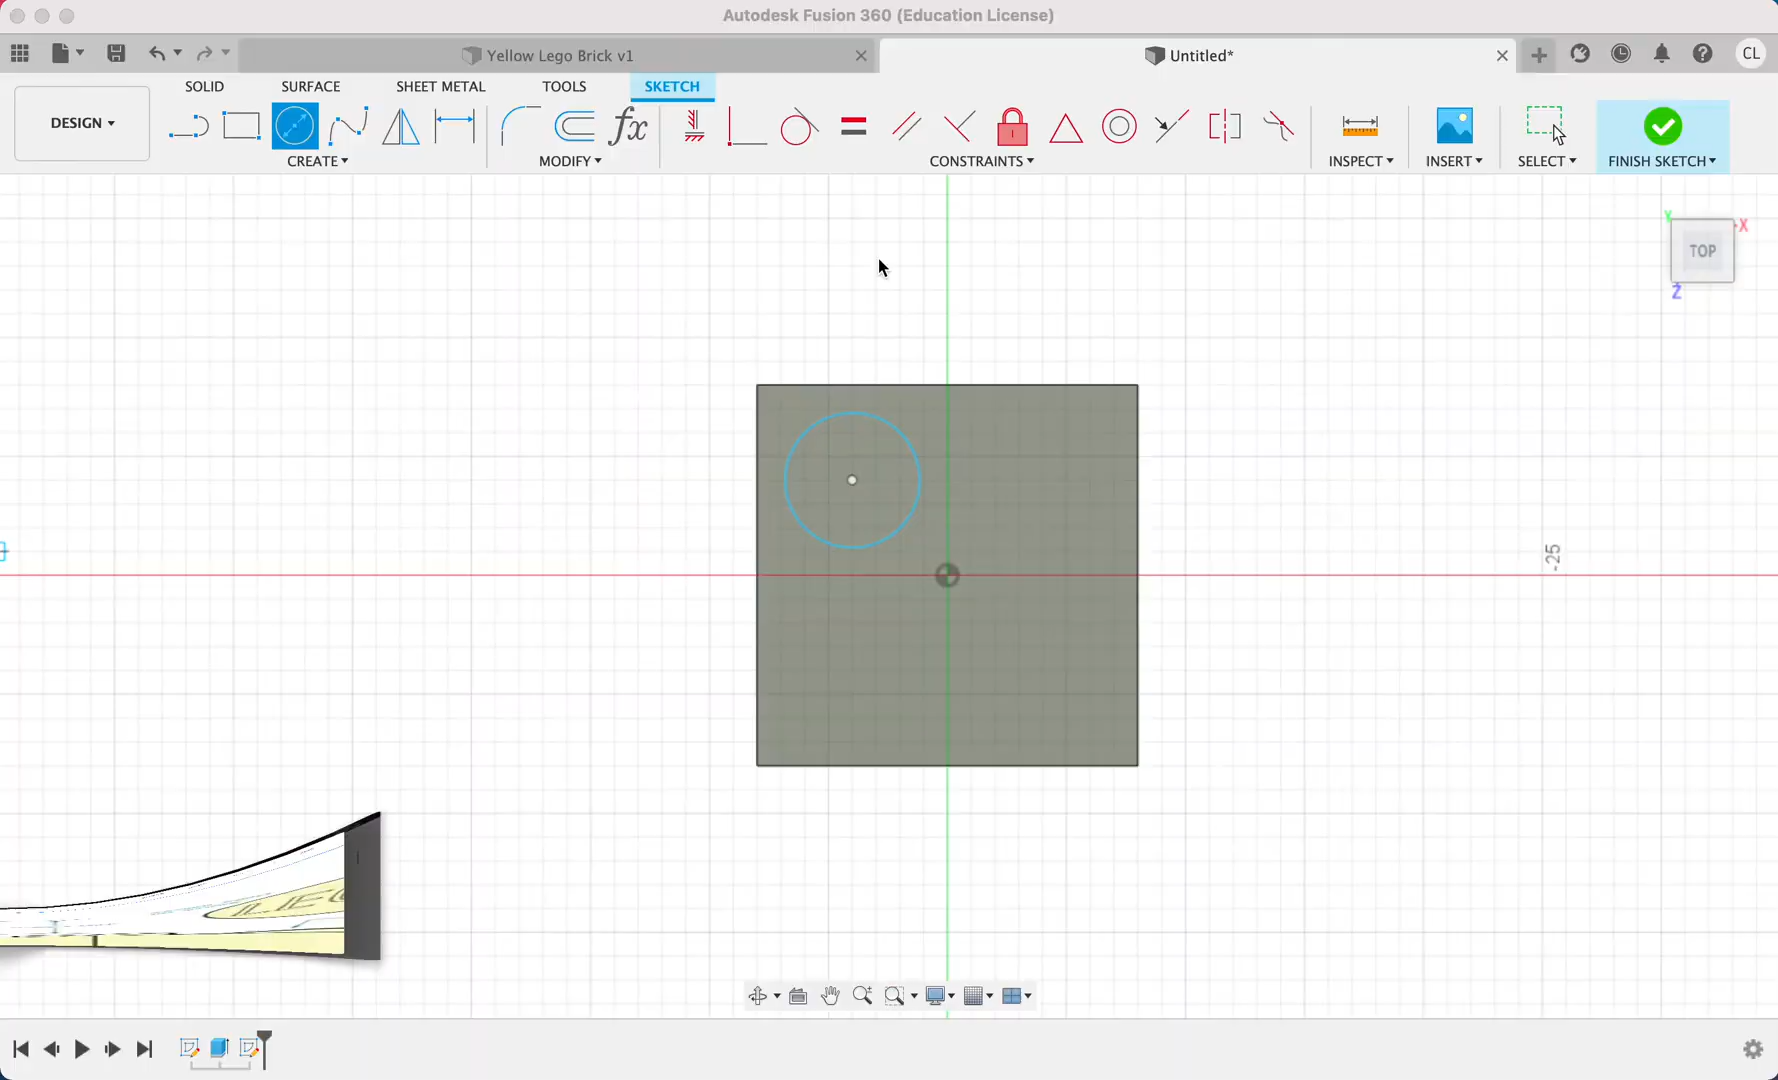 Autodesk Fusion 360 (Education License)
Yellow Lego Brick v1
Untitled*
CL
SOLID
SURFACE
SHEET METAL
TOOLS
SKETCH
DESIGN
CREATE
MODIFY
fx
CONSTRAINTS
INSPECT
INSERT
SELECT
FINISH SKETCH
Y
X
TOP
Z
-25